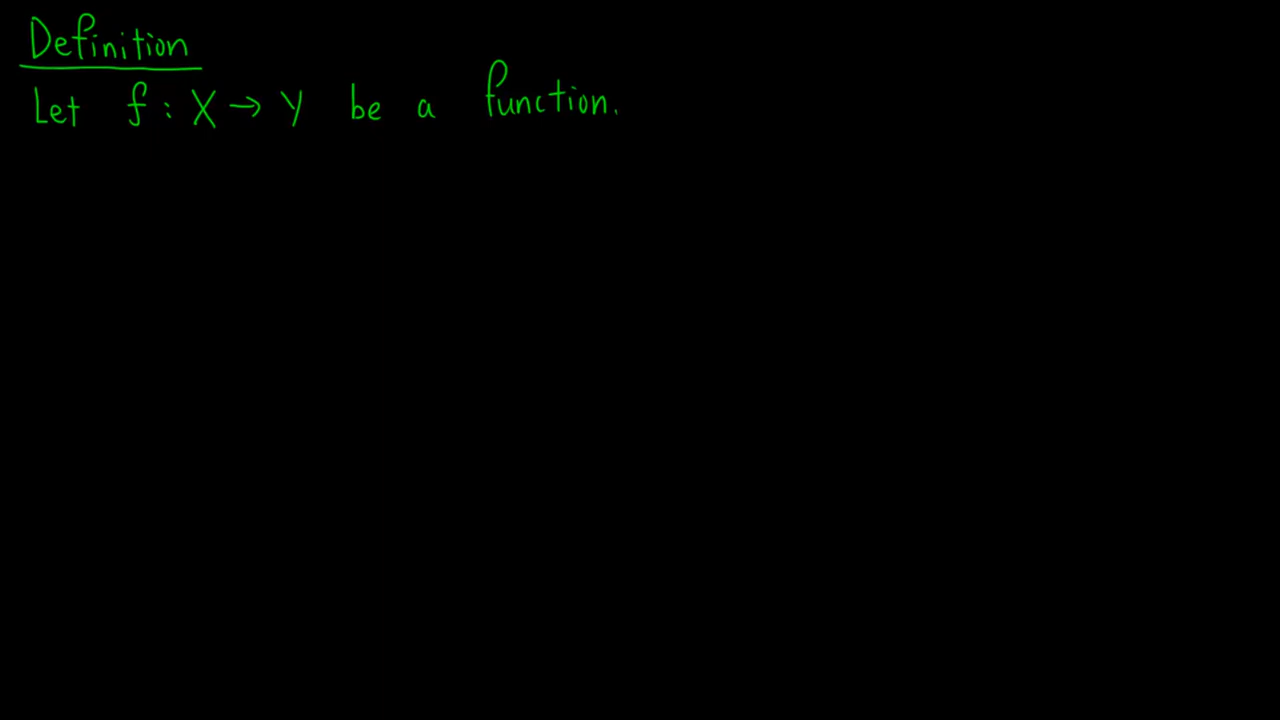 Definition
Let f : X → Y be a function.